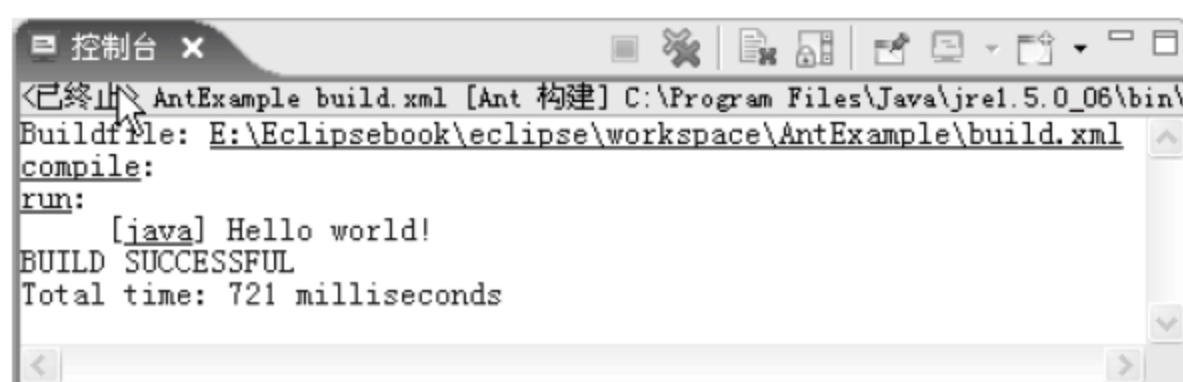 控制台
<已终止> AntExample build.xml [Ant 构建] C:\Program Files\Java\jre1.5.0_06\bin\
Buildfile: E:\Eclipsebook\eclipse\workspace\AntExample\build.xml
compile:
run:
[java] Hello world!
BUILD SUCCESSFUL
Total time: 721 milliseconds